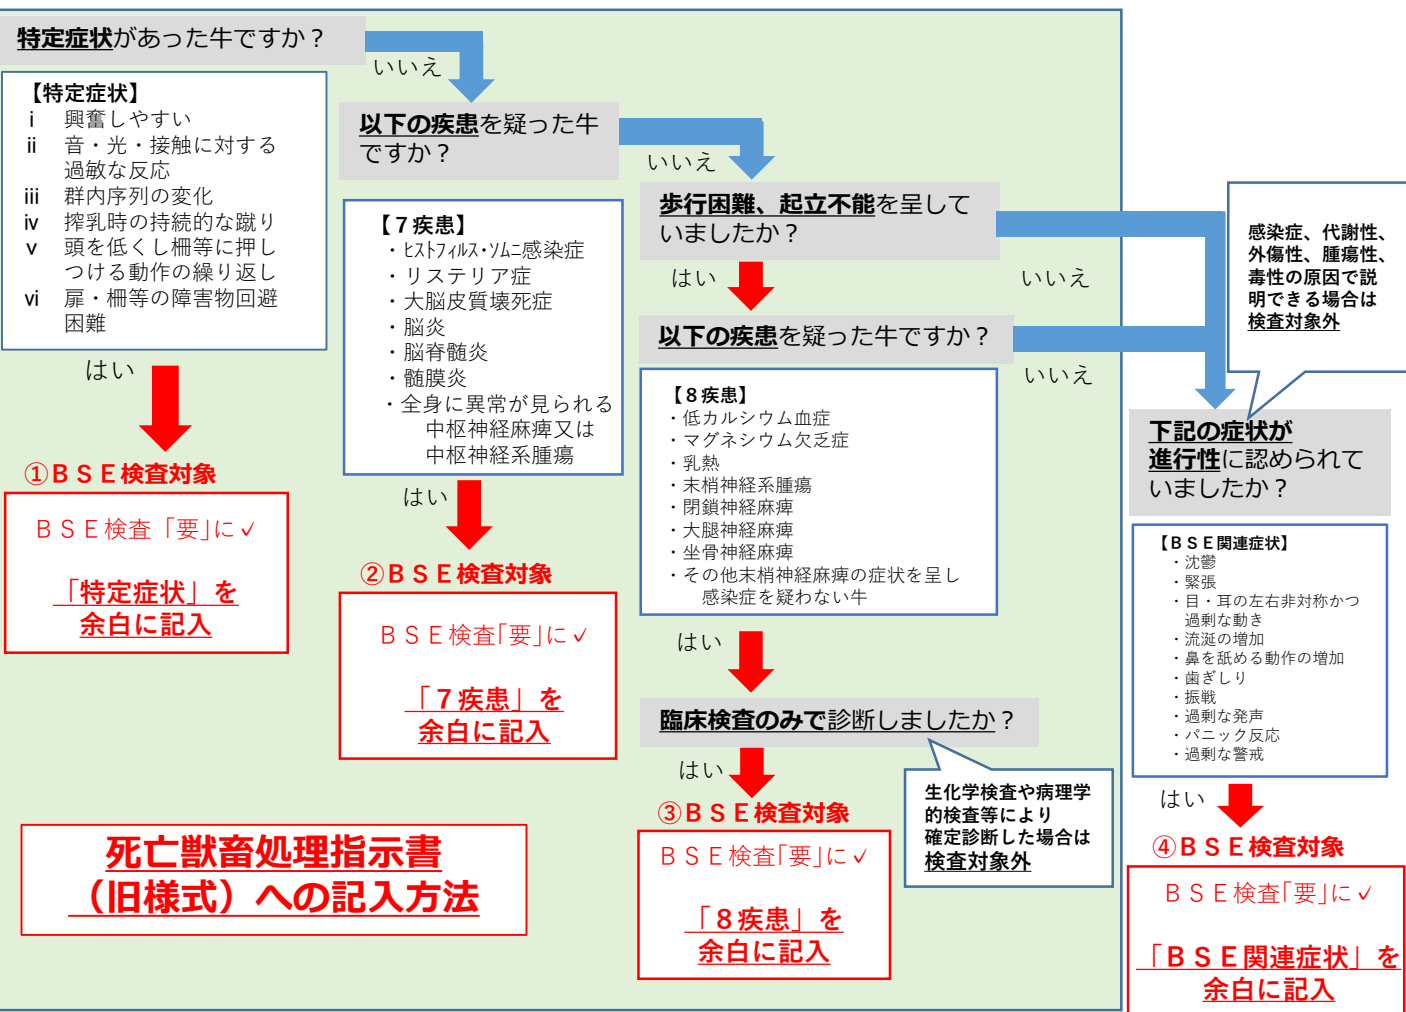 特定症状があった牛ですか？
いいえ
【特定症状】
ⅰ 興奮しやすい
ⅱ 音・光・接触に対する
過敏な反応
ⅲ 群内序列の変化
ⅳ 搾乳時の持続的な蹴り
ⅴ 頭を低くし柵等に押し
つける動作の繰り返し
ⅵ 扉・柵等の障害物回避
困難
はい
①ＢＳＥ検査対象
ＢＳＥ検査「要」に✓
「特定症状」を
余白に記入
以下の疾患を疑った牛
ですか？
いいえ
【７疾患】
・ヒストフィルス・ソムニ感染症
・リステリア症
・大脳皮質壊死症
・脳炎
・脳脊髄炎
・髄膜炎
・全身に異常が見られる
中枢神経麻痺又は
中枢神経系腫瘍
はい
②ＢＳＥ検査対象
ＢＳＥ検査「要」に✓
「７疾患」を
余白に記入
歩行困難、起立不能を呈して
いましたか？
はい
いいえ
以下の疾患を疑った牛ですか？
いいえ
【８疾患】
・低カルシウム血症
・マグネシウム欠乏症
・乳熱
・末梢神経系腫瘍
・閉鎖神経麻痺
・大腿神経麻痺
・坐骨神経麻痺
・その他末梢神経麻痺の症状を呈し
感染症を疑わない牛
はい
臨床検査のみで診断しましたか？
はい
生化学検査や病理学
的検査等により
確定診断した場合は
検査対象外
③ＢＳＥ検査対象
ＢＳＥ検査「要」に✓
「８疾患」を
余白に記入
感染症、代謝性、
外傷性、腫瘍性、
毒性の原因で説
明できる場合は
検査対象外
下記の症状が
進行性に認められて
いましたか？
【ＢＳＥ関連症状】
・沈鬱
・緊張
・目・耳の左右非対称かつ
過剰な動き
・流涎の増加
・鼻を舐める動作の増加
・歯ぎしり
・振戦
・過剰な発声
・パニック反応
・過剰な警戒
はい
④ＢＳＥ検査対象
ＢＳＥ検査「要」に✓
「ＢＳＥ関連症状」を
余白に記入
死亡獣畜処理指示書
（旧様式）への記入方法